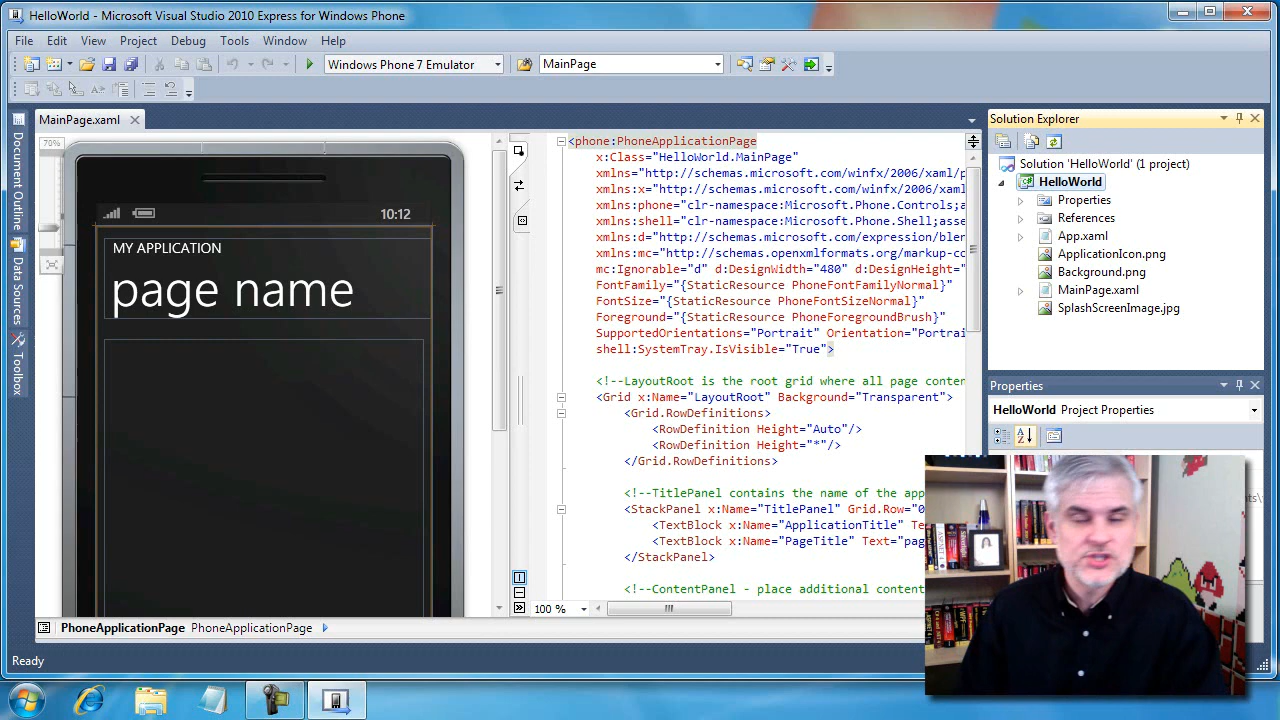 HelloWorld - Microsoft Visual Studio 2010 Express for Windows Phone
File Edit View Project Debug Tools Window Help
Windows Phone 7 Emulator MainPage
MainPage.xaml
Document Outline
Data Sources
Toolbox
70%
10:12
MY APPLICATION
page name
<phone:PhoneApplicationPage
x:Class="HelloWorld.MainPage"
xmlns="http://schemas.microsoft.com/winfx/2006/xaml/p
xmlns:x="http://schemas.microsoft.com/winfx/2006/xaml
xmlns:phone="clr-namespace:Microsoft.Phone.Controls;a
xmlns:shell="clr-namespace:Microsoft.Phone.Shell;asse
xmlns:d="http://schemas.microsoft.com/expression/blen
xmlns:mc="http://schemas.openxmlformats.org/markup-co
mc:Ignorable="d" d:DesignWidth="480" d:DesignHeight="
FontFamily="{StaticResource PhoneFontFamilyNormal}"
FontSize="{StaticResource PhoneFontSizeNormal}"
Foreground="{StaticResource PhoneForegroundBrush}"
SupportedOrientations="Portrait" Orientation="Portrai
shell:SystemTray.IsVisible="True">
<!--LayoutRoot is the root grid where all page conten
<Grid x:Name="LayoutRoot" Background="Transparent">
<Grid.RowDefinitions>
<RowDefinition Height="Auto"/>
<RowDefinition Height="*"/>
</Grid.RowDefinitions>
<!--TitlePanel contains the name of the app
<StackPanel x:Name="TitlePanel" Grid.Row="0
<TextBlock x:Name="ApplicationTitle" Te
<TextBlock x:Name="PageTitle" Text="pag
</StackPanel>
<!--ContentPanel - place additional content
100 %
PhoneApplicationPage PhoneApplicationPage
Solution Explorer
Solution 'HelloWorld' (1 project)
HelloWorld
Properties
References
App.xaml
ApplicationIcon.png
Background.png
MainPage.xaml
SplashScreenImage.jpg
Properties
HelloWorld Project Properties
Ready